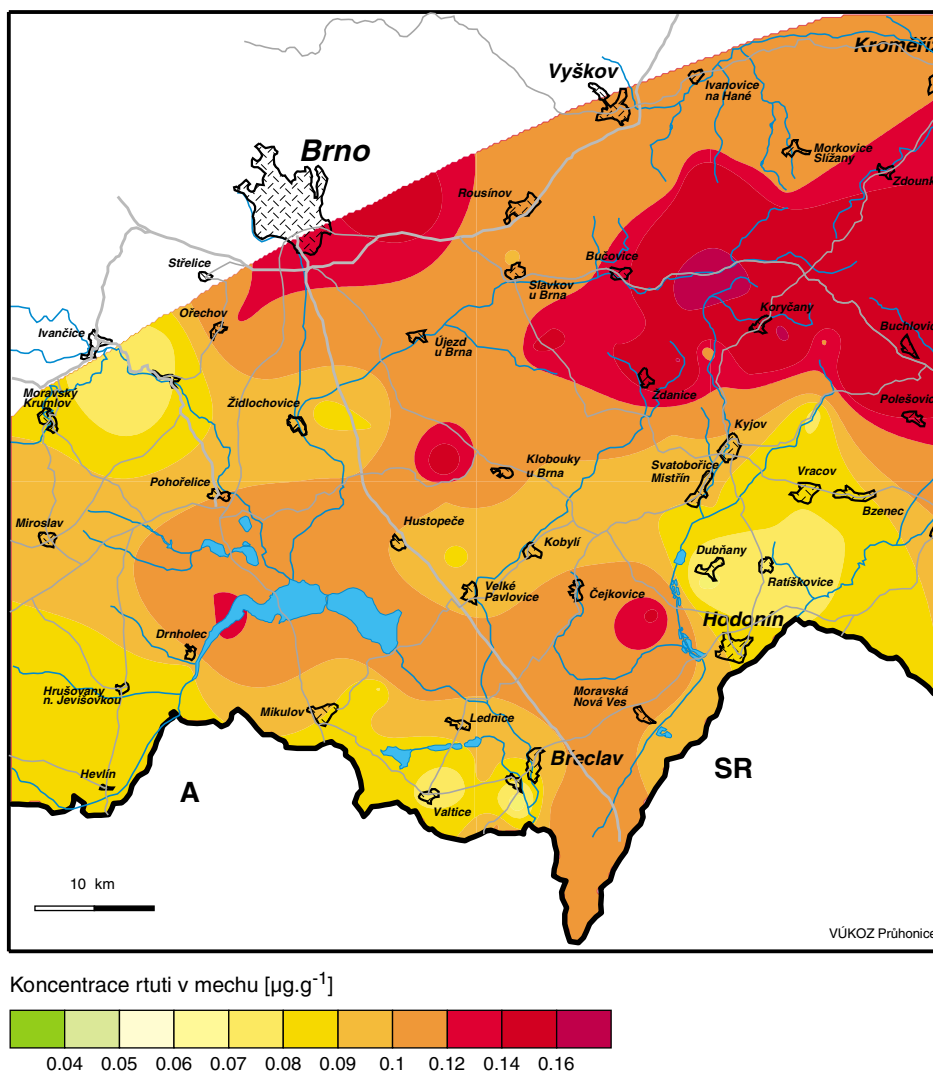 Kroměříž
Vyškov
Ivanovice
na Hané
Brno
Morkovice
Slížany
Zdounk
Rousínov
Střelice
Bučovice
Slavkov
u Brna
Ořechov
Koryčany
Ivančice
Újezd
u Brna
Buchlovic
Moravský
Krumlov
Ždanice
Židlochovice
Polešovic
Kyjov
Klobouky
u Brna
Svatobořice
Mistřín
Vracov
Pohořelice
Bzenec
Miroslav
Hustopeče
Kobylí
Dubňany
Ratíškovice
Velké
Pavlovice
Čejkovice
Hodonín
Drnholec
Hrušovany
n. Jevišovkou
Moravská
Nová Ves
Mikulov
Lednice
Břeclav
SR
Hevlín
A
Valtice
10 km
VÚKOZ Průhonice
Koncentrace rtuti v mechu [µg.g-1]
0.04 0.05 0.06 0.07 0.08 0.09 0.1 0.12 0.14 0.16